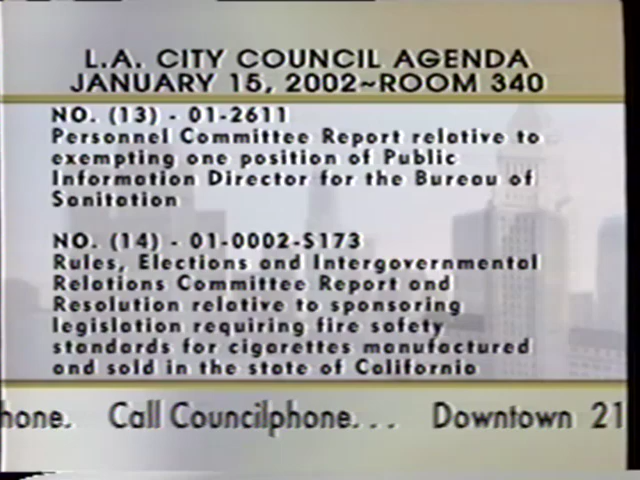 L.A. CITY COUNCIL AGENDA
JANUARY 15, 2002~ROOM 340
NO. (13) - 01-2611
Personnel Committee Report relative to
exempting one position of Public
Information Director for the Bureau of
Sanitation
NO. (14) - 01-0002-S173
Rules, Elections and Intergovernmental
Relations Committee Report and
Resolution relative to sponsoring
legislation requiring fire safety
standards for cigarettes manufactured
and sold in the state of California
hone. Call Councilphone. . . Downtown 21